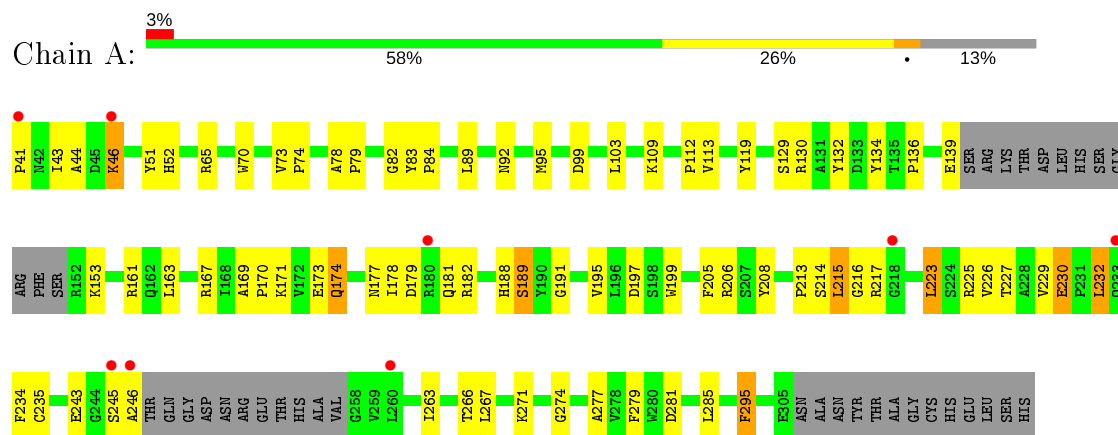 3%
Chain A:
58% 26% • 13%
P41 N42 I43 A44 D45 K46 Y51 H52 R65 W70 V73 P74 A78 P79 G82 Y83 P84 L89 N92 M95 D99 L103 K109 P112 V113 Y119 S129 R130 A131 Y132 D133 Y134 T135 P136 E139 SER ARG LYS THR ASP LEU HIS SER GLY
ARG PHE SER R152 K153 R161 Q162 L163 R167 I168 A169 P170 K171 V172 E173 Q174 N177 I178 D179 R180 Q181 R182 H188 S189 Y190 G191 V195 L196 D197 S198 W199 F205 R206 S207 Y208 P213 S214 L215 G216 R217 G218 L223 S224 R225 V226 T227 A228 V229 E230 P231 L232 Q233
F234 C235 E243 G244 S245 A246 THR GLN GLY ASP ASN ARG GLU THR HIS ALA VAL G258 V259 L260 I263 T266 L267 K271 G274 A277 V278 F279 W280 D281 L285 F295 E305 ASN ALA ASN TYR THR ALA GLY CYS HIS GLU LEU SER HIS